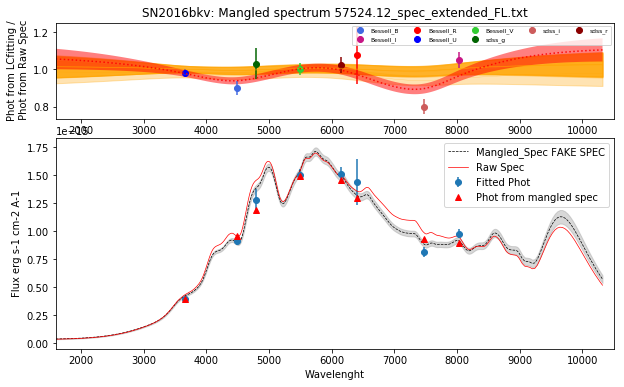 SN2016bkv: Mangled spectrum 57524.12_spec_extended_FL.txt
Phot from LCfitting /
Phot from Raw Spec
1.2
1.0
0.8
Bessell_B
Bessell_I
Bessell_R
Bessell_U
Bessell_V
sdss_g
sdss_i
sdss_r
2000 3000 4000 5000 6000 7000 8000 9000 10000
Flux erg s-1 cm-2 A-1
1.75
1.50
1.25
1.00
0.75
0.50
0.25
0.00
Mangled_Spec FAKE SPEC
Raw Spec
Fitted Phot
Phot from mangled spec
2000 3000 4000 5000 6000 7000 8000 9000 10000
Wavelenght